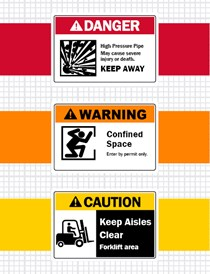 DANGER
High Pressure Pipe
May cause severe
injury or death.
KEEP AWAY
WARNING
Confined
Space
Enter by permit only.
CAUTION
Keep Aisles
Clear
Forklift area